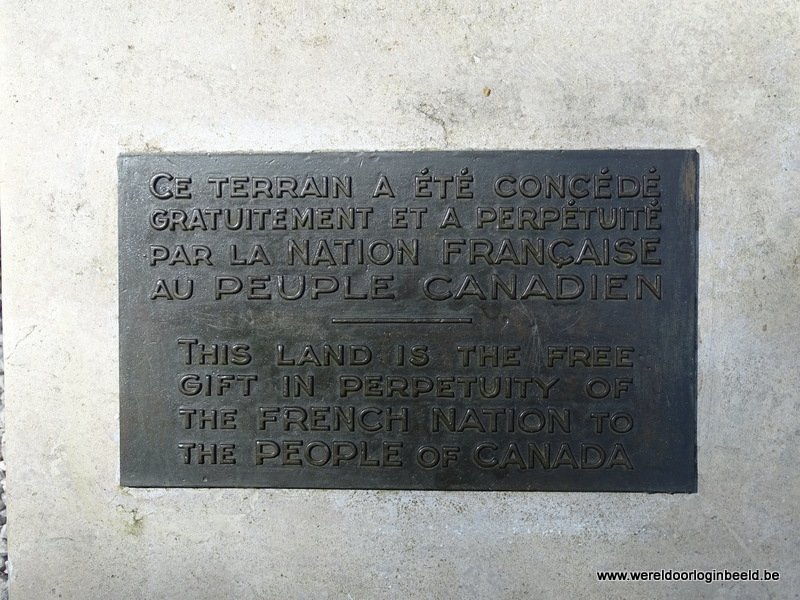 CE TERRAIN A ÉTÉ CONCÉDÉ
GRATUITEMENT ET A PERPÉTUITÉ
PAR LA NATION FRANÇAISE
AU PEUPLE CANADIEN
THIS LAND IS THE FREE
GIFT IN PERPETUITY OF
THE FRENCH NATION TO
THE PEOPLE OF CANADA
www.wereldoorloginbeeld.be